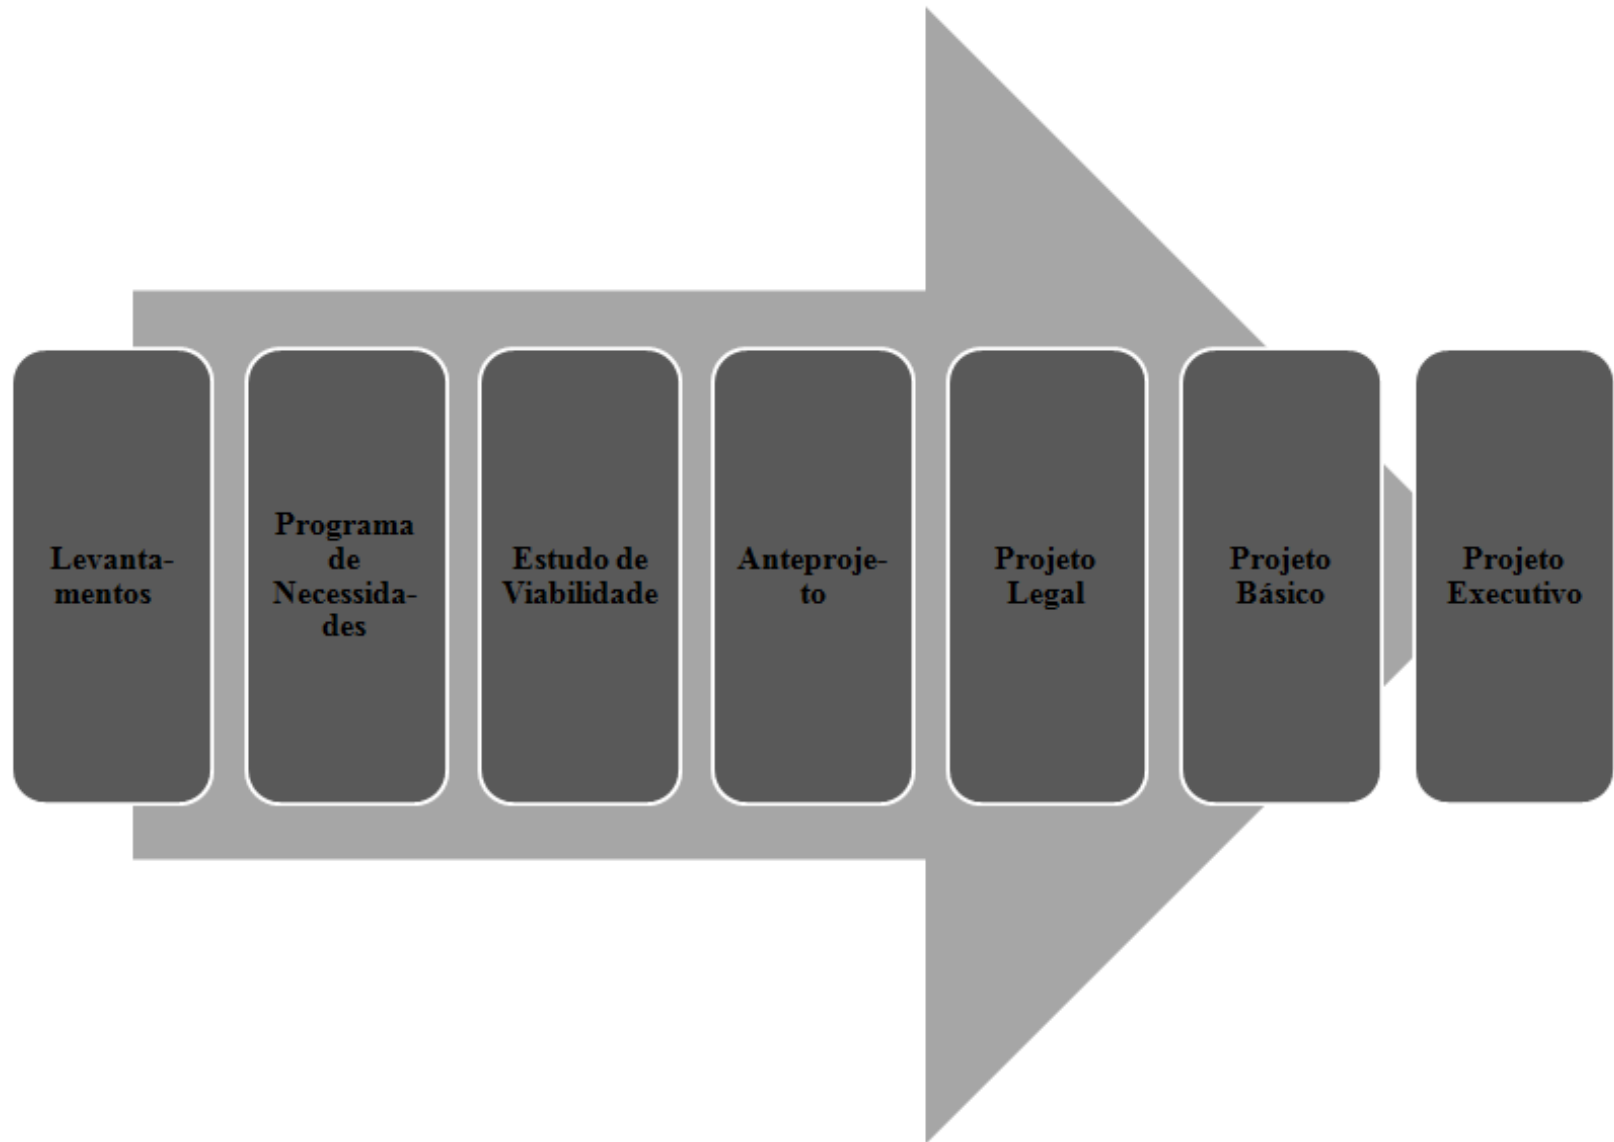 Levanta-
mentos
Programa
de
Necessida-
des
Estudo de
Viabilidade
Anteproje-
to
Projeto
Legal
Projeto
Básico
Projeto
Executivo